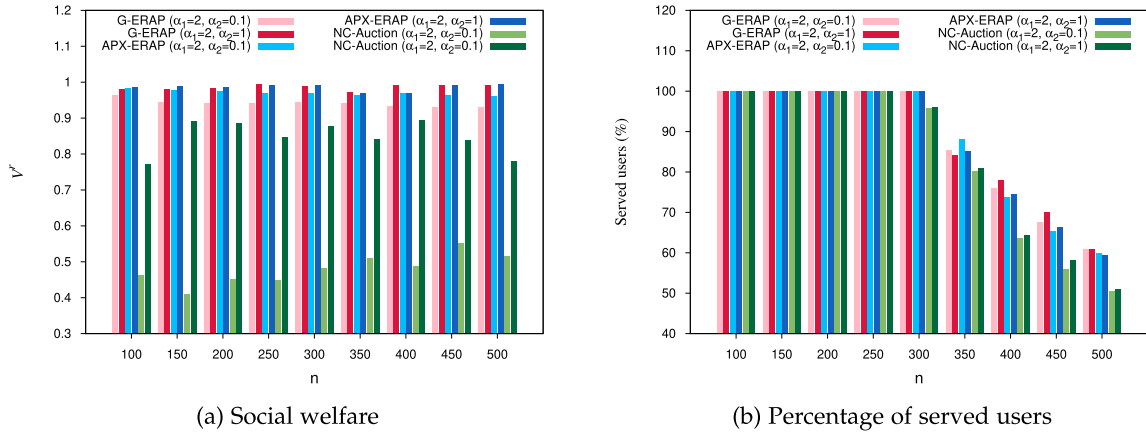 G-ERAP (α1=2, α2=0.1)
G-ERAP (α1=2, α2=1)
APX-ERAP (α1=2, α2=0.1)
APX-ERAP (α1=2, α2=1)
NC-Auction (α1=2, α2=0.1)
NC-Auction (α1=2, α2=1)
1.2
1.1
1
0.9
0.8
0.7
0.6
0.5
0.4
0.3
Vr
100 150 200 250 300 350 400 450 500
n
(a) Social welfare
G-ERAP (α1=2, α2=0.1)
G-ERAP (α1=2, α2=1)
APX-ERAP (α1=2, α2=0.1)
APX-ERAP (α1=2, α2=1)
NC-Auction (α1=2, α2=0.1)
NC-Auction (α1=2, α2=1)
120
110
100
90
80
70
60
50
40
Served users (%)
100 150 200 250 300 350 400 450 500
n
(b) Percentage of served users